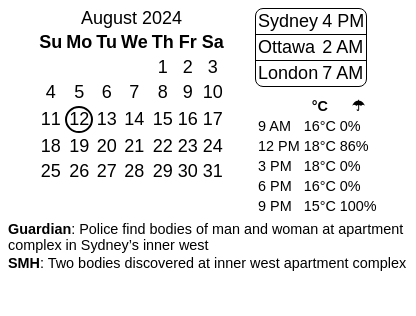 August 2024
Su Mo Tu We Th Fr Sa
1 2 3
4 5 6 7 8 9 10
11 12 13 14 15 16 17
18 19 20 21 22 23 24
25 26 27 28 29 30 31
Sydney 4 PM
Ottawa 2 AM
London 7 AM
°C ☂
9 AM 16°C 0%
12 PM 18°C 86%
3 PM 18°C 0%
6 PM 16°C 0%
9 PM 15°C 100%
Guardian: Police find bodies of man and woman at apartment
complex in Sydney’s inner west
SMH: Two bodies discovered at inner west apartment complex